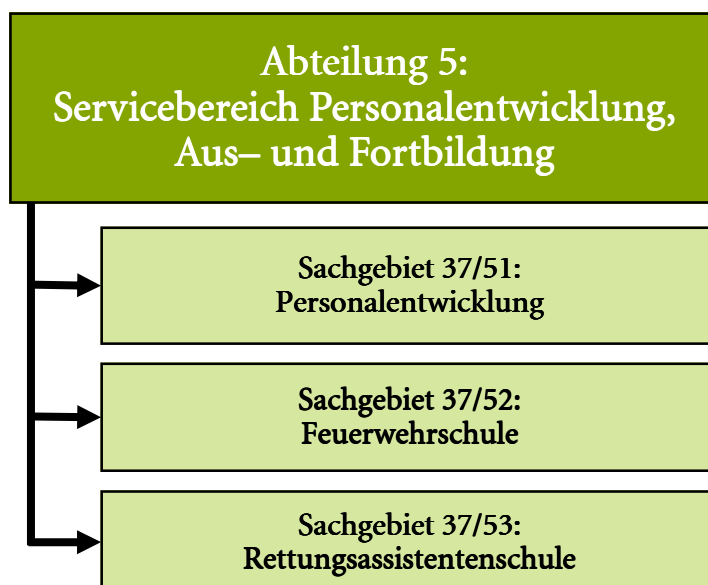 Abteilung 5:
Servicebereich Personalentwicklung,
Aus– und Fortbildung
Sachgebiet 37/51:
Personalentwicklung
Sachgebiet 37/52:
Feuerwehrschule
Sachgebiet 37/53:
Rettungsassistentenschule